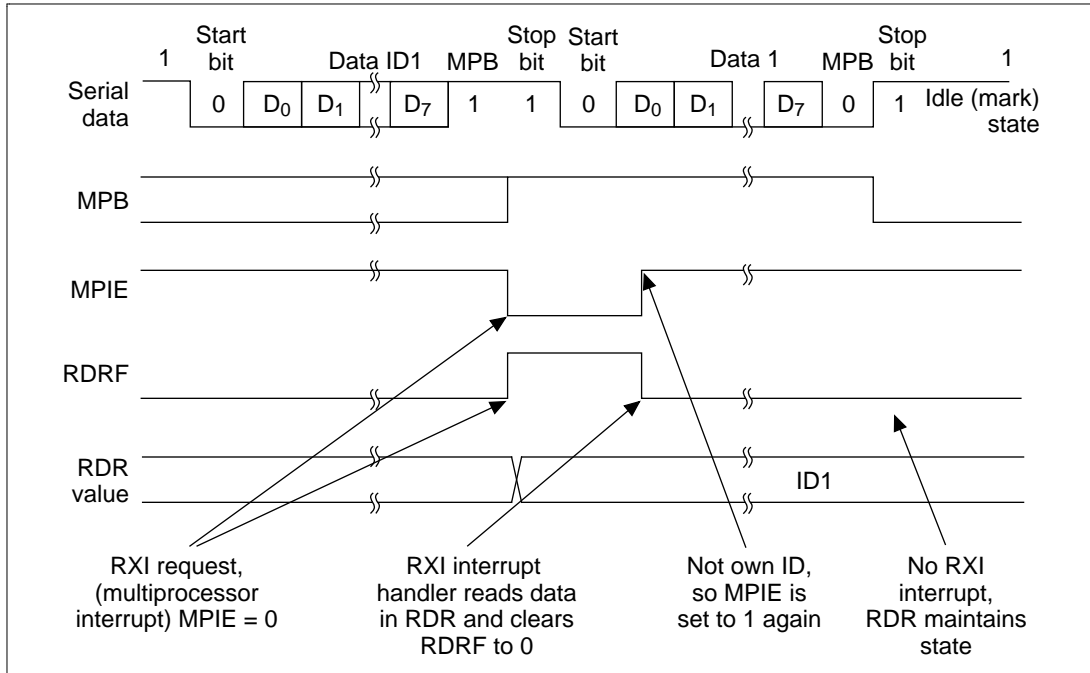 1 Start bit Data ID1 MPB Stop bit Start bit Data 1 MPB Stop bit 1
Serial data 0 D0 D1 D7 1 1 0 D0 D1 D7 0 1 Idle (mark) state
MPB
MPIE
RDRF
RDR value ID1
RXI request,
(multiprocessor
interrupt) MPIE = 0
RXI interrupt
handler reads data
in RDR and clears
RDRF to 0
Not own ID,
so MPIE is
set to 1 again
No RXI
interrupt,
RDR maintains
state